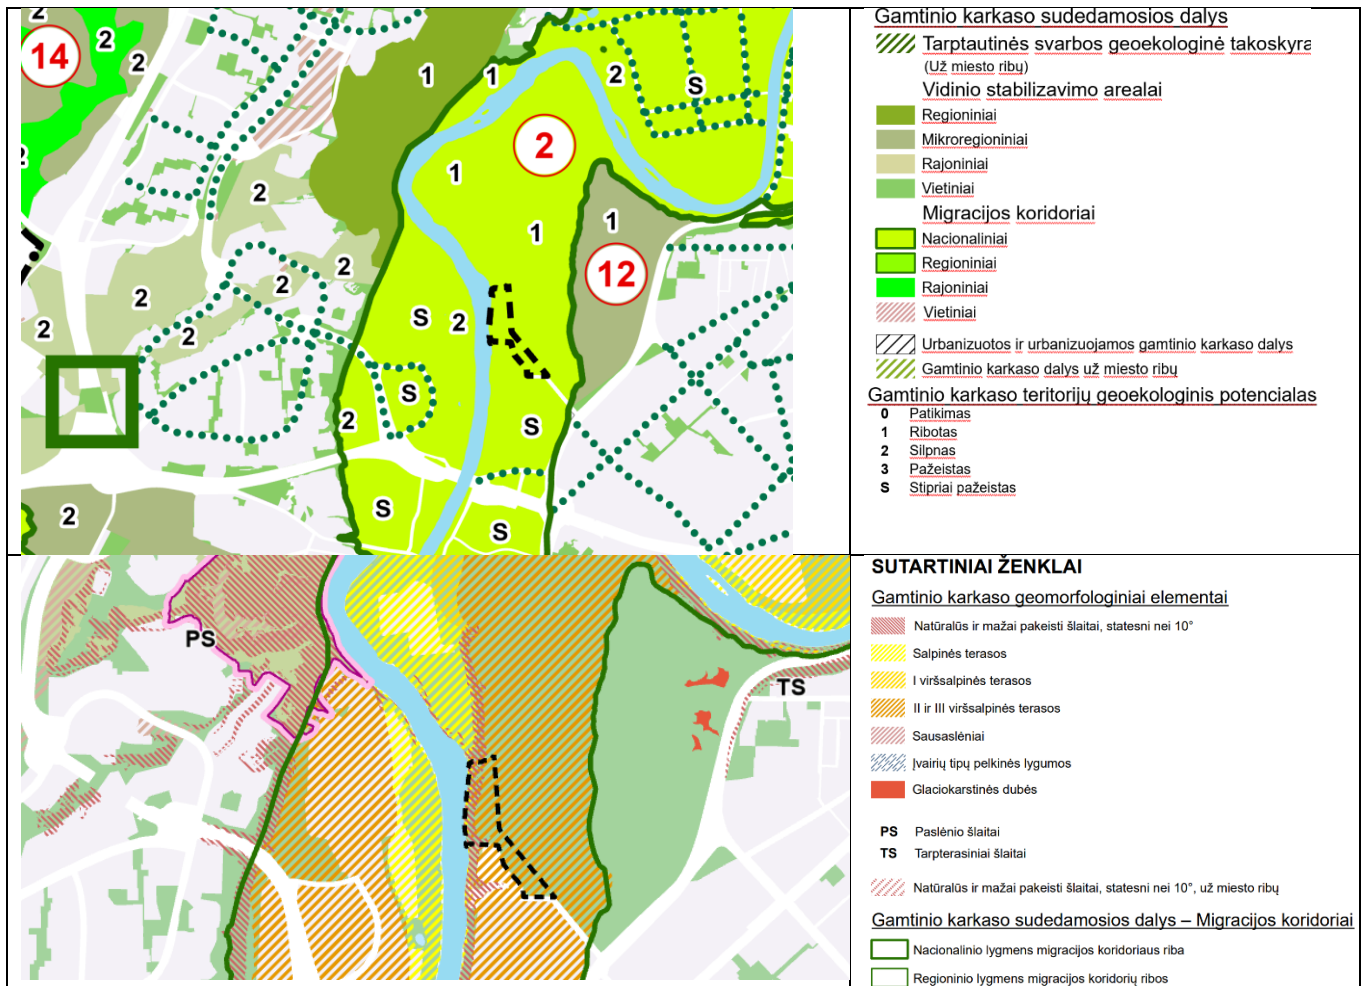 2
14
2
2
1
1
2
S
2
1
2
1
1
12
2
2
2
2
2
2
2
S
2
S
2
S
2
S
S
Gamtinio karkaso sudedamosios dalys
Tarptautinės svarbos geoekologinė takoskyra
(Už miesto ribų)
Vidinio stabilizavimo arealai
Regioniniai
Mikroregioniniai
Rajoniniai
Vietiniai
Migracijos koridoriai
Nacionaliniai
Regioniniai
Rajoniniai
Vietiniai
Urbanizuotos ir urbanizuojamos gamtinio karkaso dalys
Gamtinio karkaso dalys už miesto ribų
Gamtinio karkaso teritorijų geoekologinis potencialas
0 Patikimas
1 Ribotas
2 Silpnas
3 Pažeistas
S Stipriai pažeistas
PS
TS
SUTARTINIAI ŽENKLAI
Gamtinio karkaso geomorfologiniai elementai
Natūralūs ir mažai pakeisti šlaitai, statesni nei 10°
Salpinės terasos
I viršsalpinės terasos
II ir III viršsalpinės terasos
Sausaslėniai
Įvairių tipų pelkinės lygumos
Glaciokarstinės dubės
PS Paslėnio šlaitai
TS Tarpterasiniai šlaitai
Natūralūs ir mažai pakeisti šlaitai, statesni nei 10°, už miesto ribų
Gamtinio karkaso sudedamosios dalys – Migracijos koridoriai
Nacionalinio lygmens migracijos koridoriaus riba
Regioninio lygmens migracijos koridorių ribos